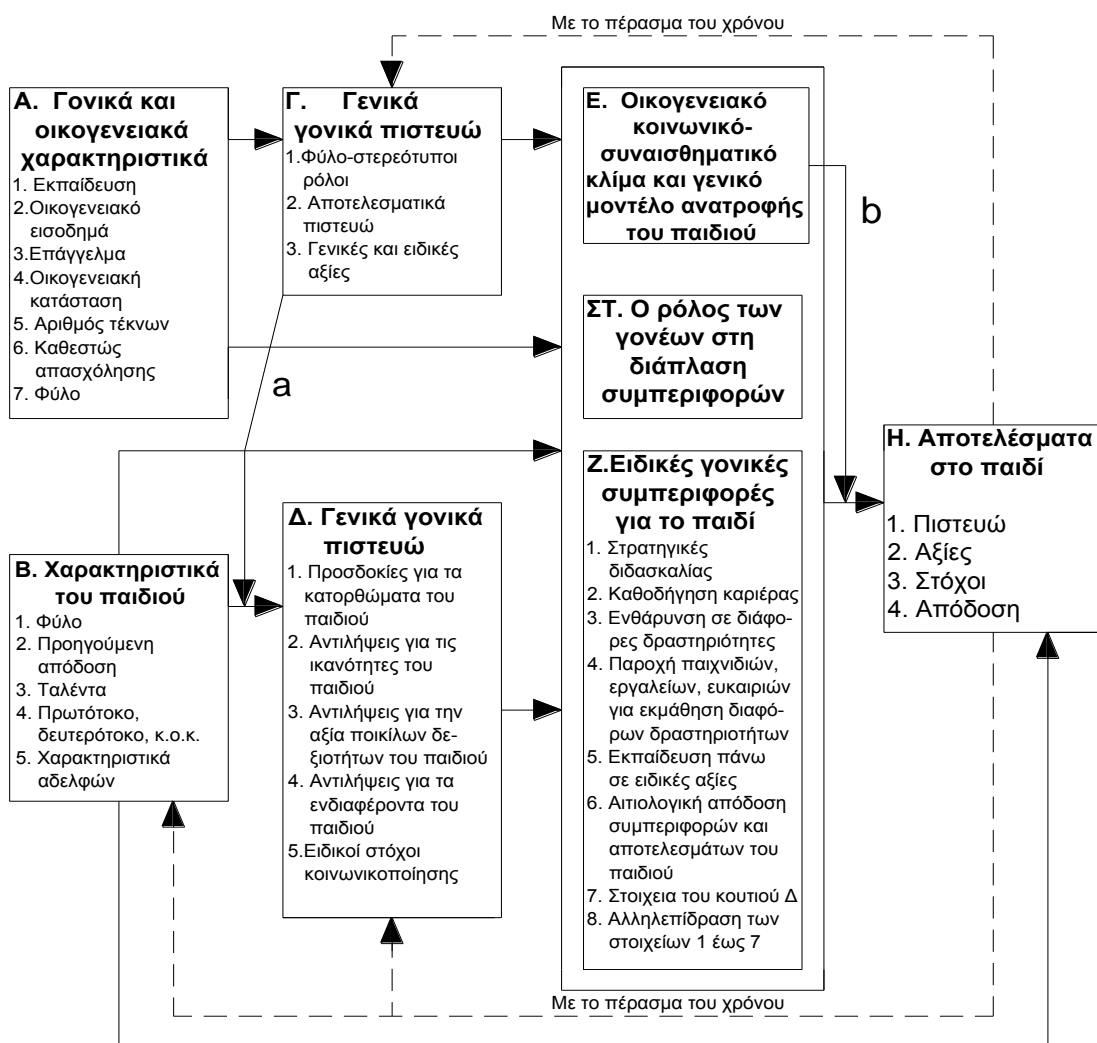 Με το πέρασμα του χρόνου
Α. Γονικά και
οικογενειακά
χαρακτηριστικά
1. Εκπαίδευση
2.Οικογενειακό
εισοδημά
3.Επάγγελμα
4.Οικογενειακή
κατάσταση
5. Αριθμός τέκνων
6. Καθεστώς
απασχόλησης
7. Φύλο
Γ. Γενικά
γονικά πιστευώ
1.Φύλο-στερεότυποι
ρόλοι
2. Αποτελεσματικά
πιστευώ
3. Γενικές και ειδικές
αξίες
Ε. Οικογενειακό
κοινωνικό-
συναισθηματικό
κλίμα και γενικό
μοντέλο ανατροφής
του παιδιού
b
ΣΤ. Ο ρόλος των
γονέων στη
διάπλαση
συμπεριφορών
a
Β. Χαρακτηριστικά
του παιδιού
1. Φύλο
2. Προηγούμενη
απόδοση
3. Ταλέντα
4. Πρωτότοκο,
δευτερότοκο, κ.ο.κ.
5. Χαρακτηριστικά
αδελφών
Δ. Γενικά γονικά
πιστευώ
1. Προσδοκίες για τα
κατορθώματα του
παιδιού
2. Αντιλήψεις για τις
ικανότητες του
παιδιού
3. Αντιλήψεις για την
αξία ποικίλων δε-
ξιοτήτων του παιδιού
4. Αντιλήψεις για τα
ενδιαφέροντα του
παιδιού
5.Ειδικοί στόχοι
κοινωνικοποίησης
Ζ.Ειδικές γονικές
συμπεριφορές
για το παιδί
1. Στρατηγικές
διδασκαλίας
2. Καθοδήγηση καριέρας
3. Ενθάρυνση σε διάφο-
ρες δραστηριότητες
4. Παροχή παιχνιδιών,
εργαλείων, ευκαιριών
για εκμάθηση διαφό-
ρων δραστηριοτήτων
5. Εκπαίδευση πάνω
σε ειδικές αξίες
6. Αιτιολογική απόδοση
συμπεριφορών και
αποτελεσμάτων του
παιδιού
7. Στοιχεια του κουτιού Δ
8. Αλληλεπίδραση των
στοιχείων 1 έως 7
Η. Αποτελέσματα
στο παιδί
1. Πιστευώ
2. Αξίες
3. Στόχοι
4. Απόδοση
Με το πέρασμα του χρόνου